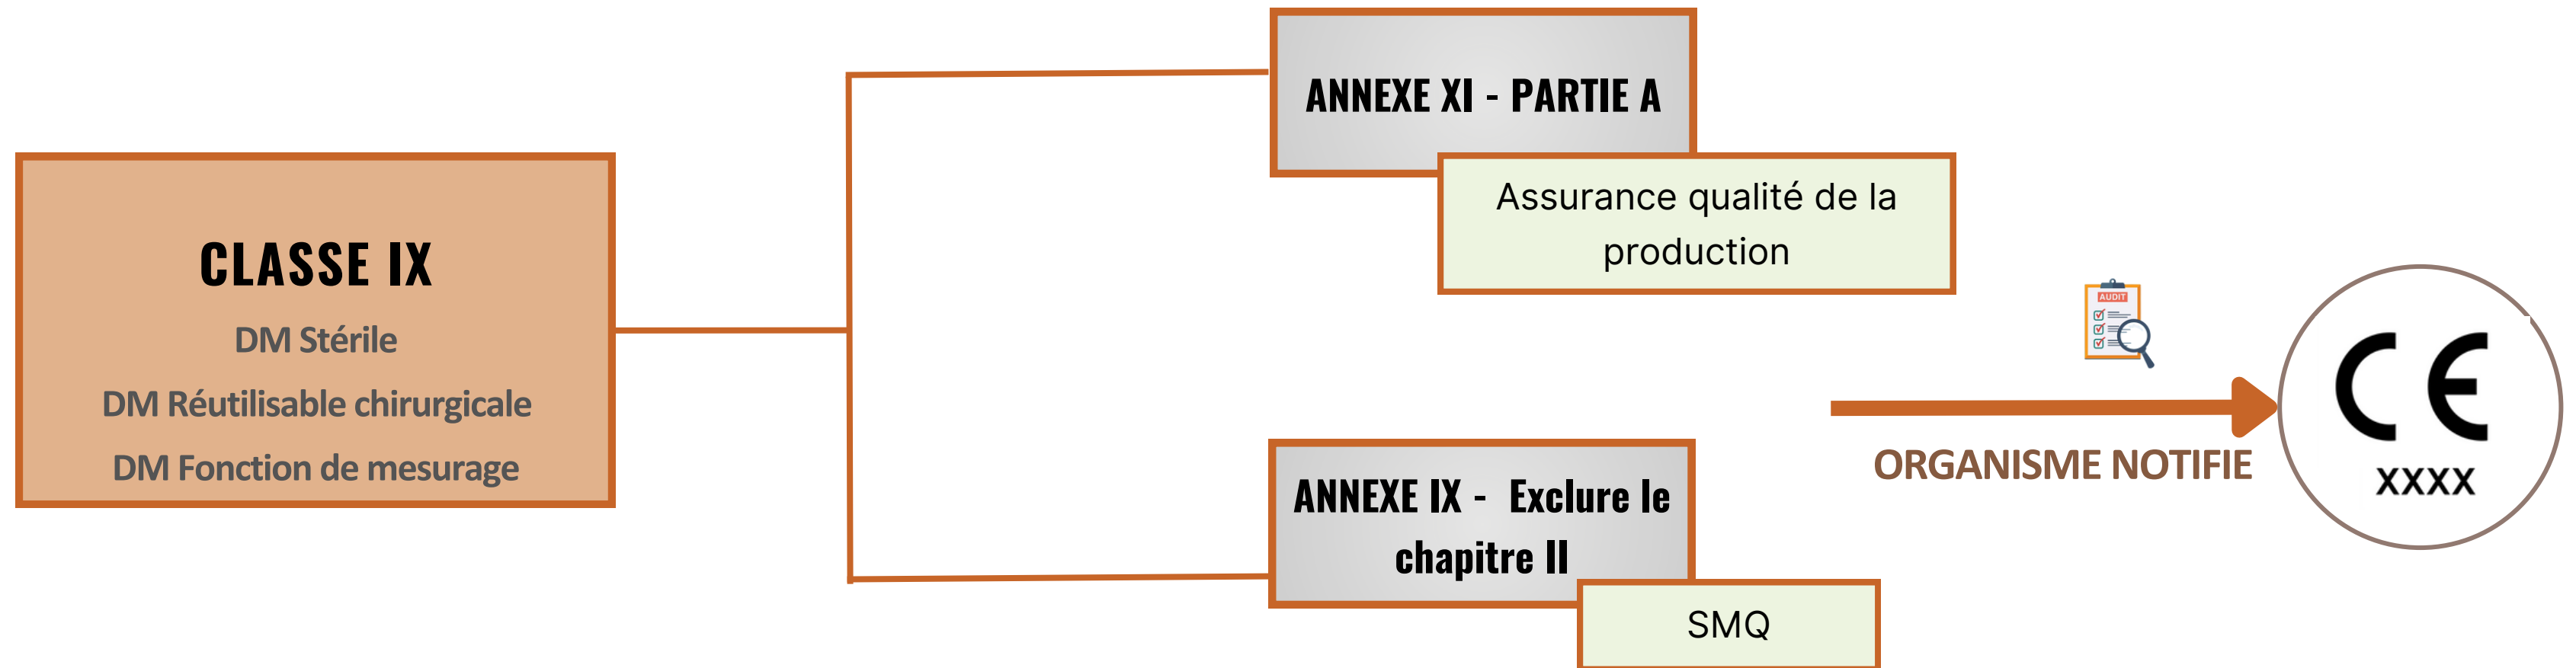 CLASSE IX
DM Stérile
DM Réutilisable chirurgicale
DM Fonction de mesurage
ANNEXE XI - PARTIE A
Assurance qualité de la
production
ANNEXE IX - Exclure le
chapitre II
SMQ
AUDIT
ORGANISME NOTIFIE
CE
XXXX